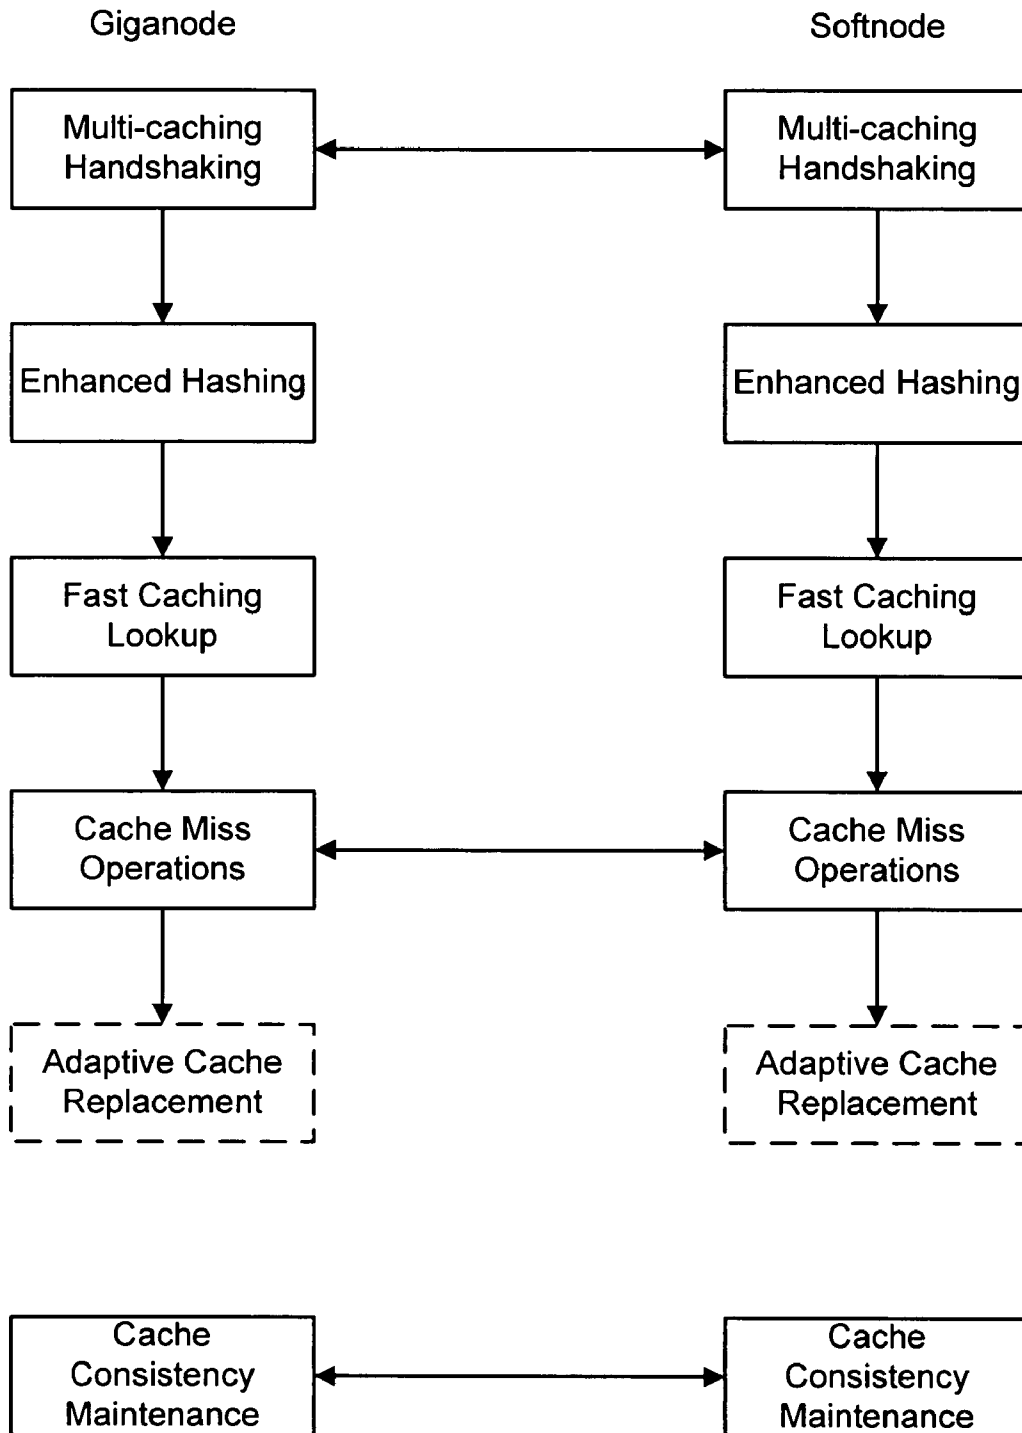 Giganode
Softnode
Multi-caching
Handshaking
Multi-caching
Handshaking
Enhanced Hashing
Enhanced Hashing
Fast Caching
Lookup
Fast Caching
Lookup
Cache Miss
Operations
Cache Miss
Operations
Adaptive Cache
Replacement
Adaptive Cache
Replacement
Cache
Consistency
Maintenance
Cache
Consistency
Maintenance